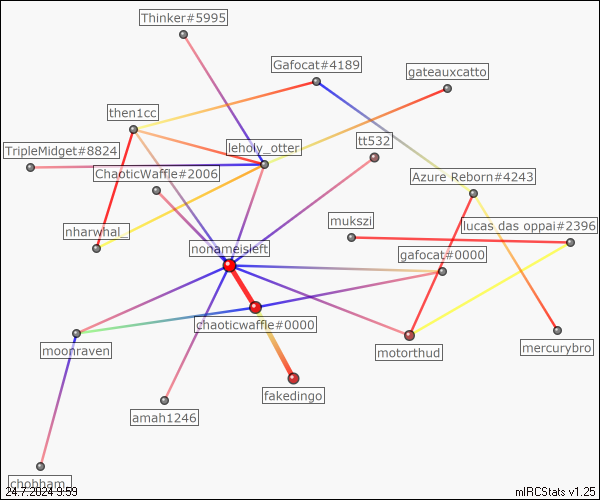 Thinker#5995
Gafocat#4189
gateauxcatto
then1cc
tt532
leholy_otter
TripleMidget#8824
ChaoticWaffle#2006
Azure Reborn#4243
mukszi
lucas_das oppai#2396
nharwhal_
nonameisleft
gafocat#0000
chaoticwaffle#0000
moonraven
motorthud
mercurybro
fakedingo
amah1246
chobham_
24.7.2024 9:59
mIRCStats v1.25